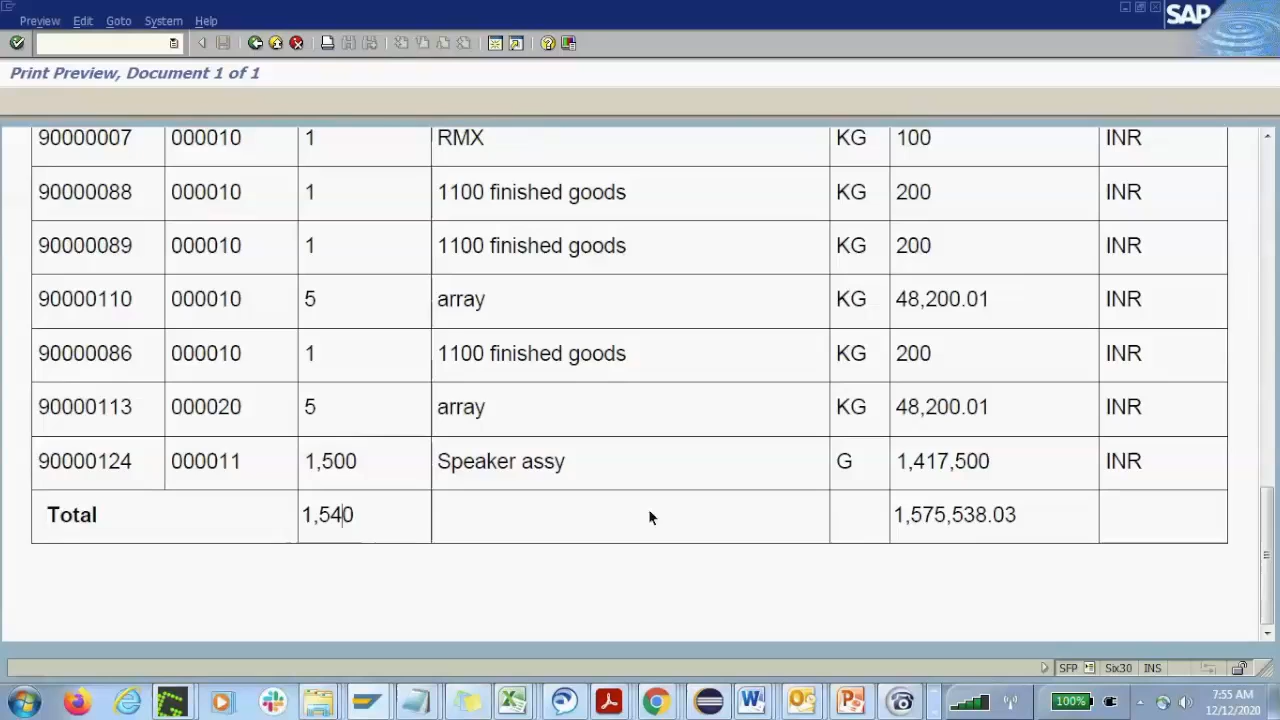 Preview Edit Goto System Help
SAP
Print Preview, Document 1 of 1
90000007 000010 1 RMX KG 100 INR
90000088 000010 1 1100 finished goods KG 200 INR
90000089 000010 1 1100 finished goods KG 200 INR
90000110 000010 5 array KG 48,200.01 INR
90000086 000010 1 1100 finished goods KG 200 INR
90000113 000020 5 array KG 48,200.01 INR
90000124 000011 1,500 Speaker assy G 1,417,500 INR
Total 1,540 1,575,538.03
SFP Six30 INS
100% 7:55 AM
12/12/2020